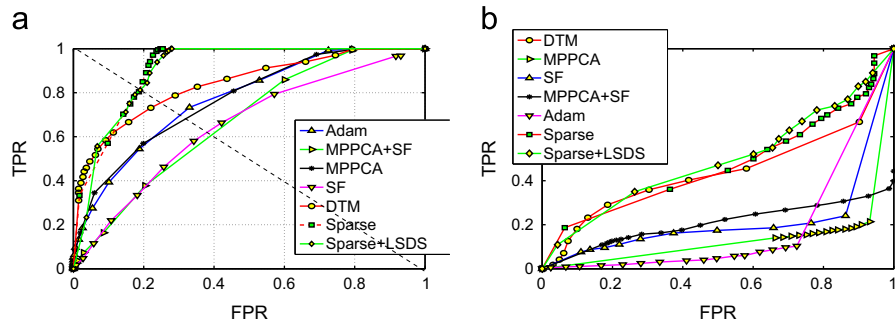 a
1
0.8
0.6
0.4
0.2
0
0
0.2
0.4
0.6
0.8
1
TPR
FPR
Adam
MPPCA+SF
MPPCA
SF
DTM
Sparse
Sparse+LSDS
b
DTM
MPPCA
SF
MPPCA+SF
Adam
Sparse
Sparse+LSDS
TPR
0.4
0.2
0
0
0.2
0.4
0.6
0.8
1
FPR